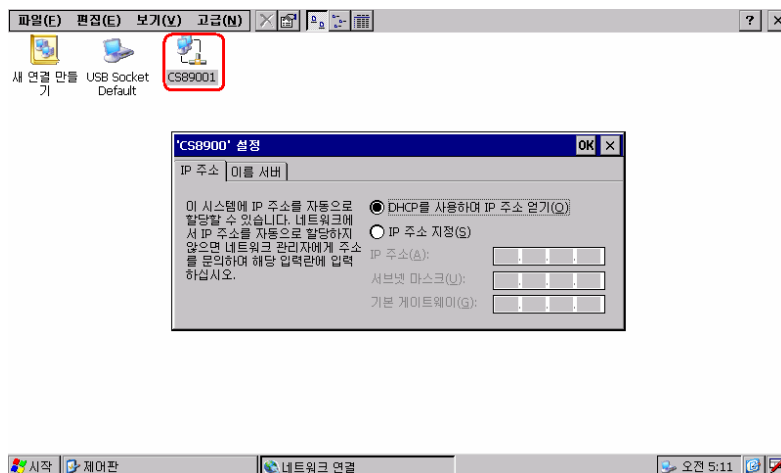 파일(F) 편집(E) 보기(V) 고급(N) ?
새 연결 만들기
USB Socket Default
CS89001
'CS8900' 설정 OK
IP 주소 이름 서버
이 시스템에 IP 주소를 자동으로
할당할 수 있습니다. 네트워크에
서 IP 주소를 자동으로 할당하지
않으면 네트워크 관리자에게 주소
를 문의하여 해당 입력란에 입력
하십시오.
DHCP를 사용하여 IP 주소 얻기(O)
IP 주소 지정(S)
IP 주소(A):
서브넷 마스크(U):
기본 게이트웨이(G):
시작 제어판 네트워크 연결 오전 5:11